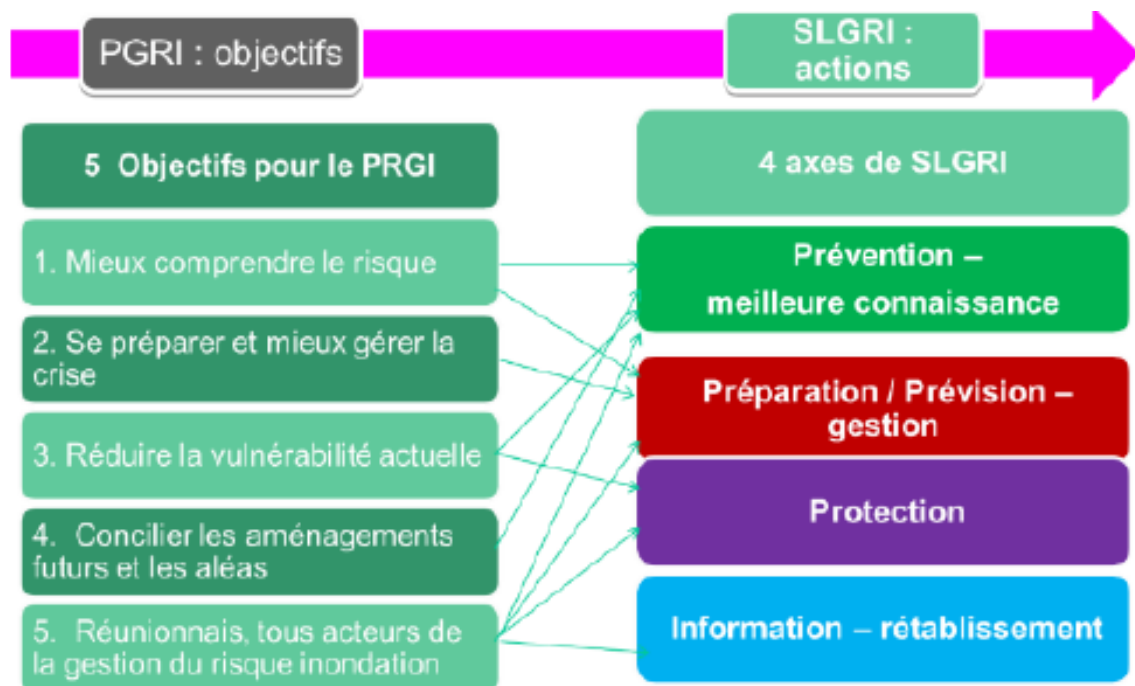 PGRI : objectifs
SLGRI :
actions
5 Objectifs pour le PRGI
1. Mieux comprendre le risque
2. Se préparer et mieux gérer la
crise
3. Réduire la vulnérabilité actuelle
4. Concilier les aménagements
futurs et les aléas
5. Réunionnais, tous acteurs de
la gestion du risque inondation
4 axes de SLGRI
Prévention –
meilleure connaissance
Préparation / Prévision –
gestion
Protection
Information – rétablissement